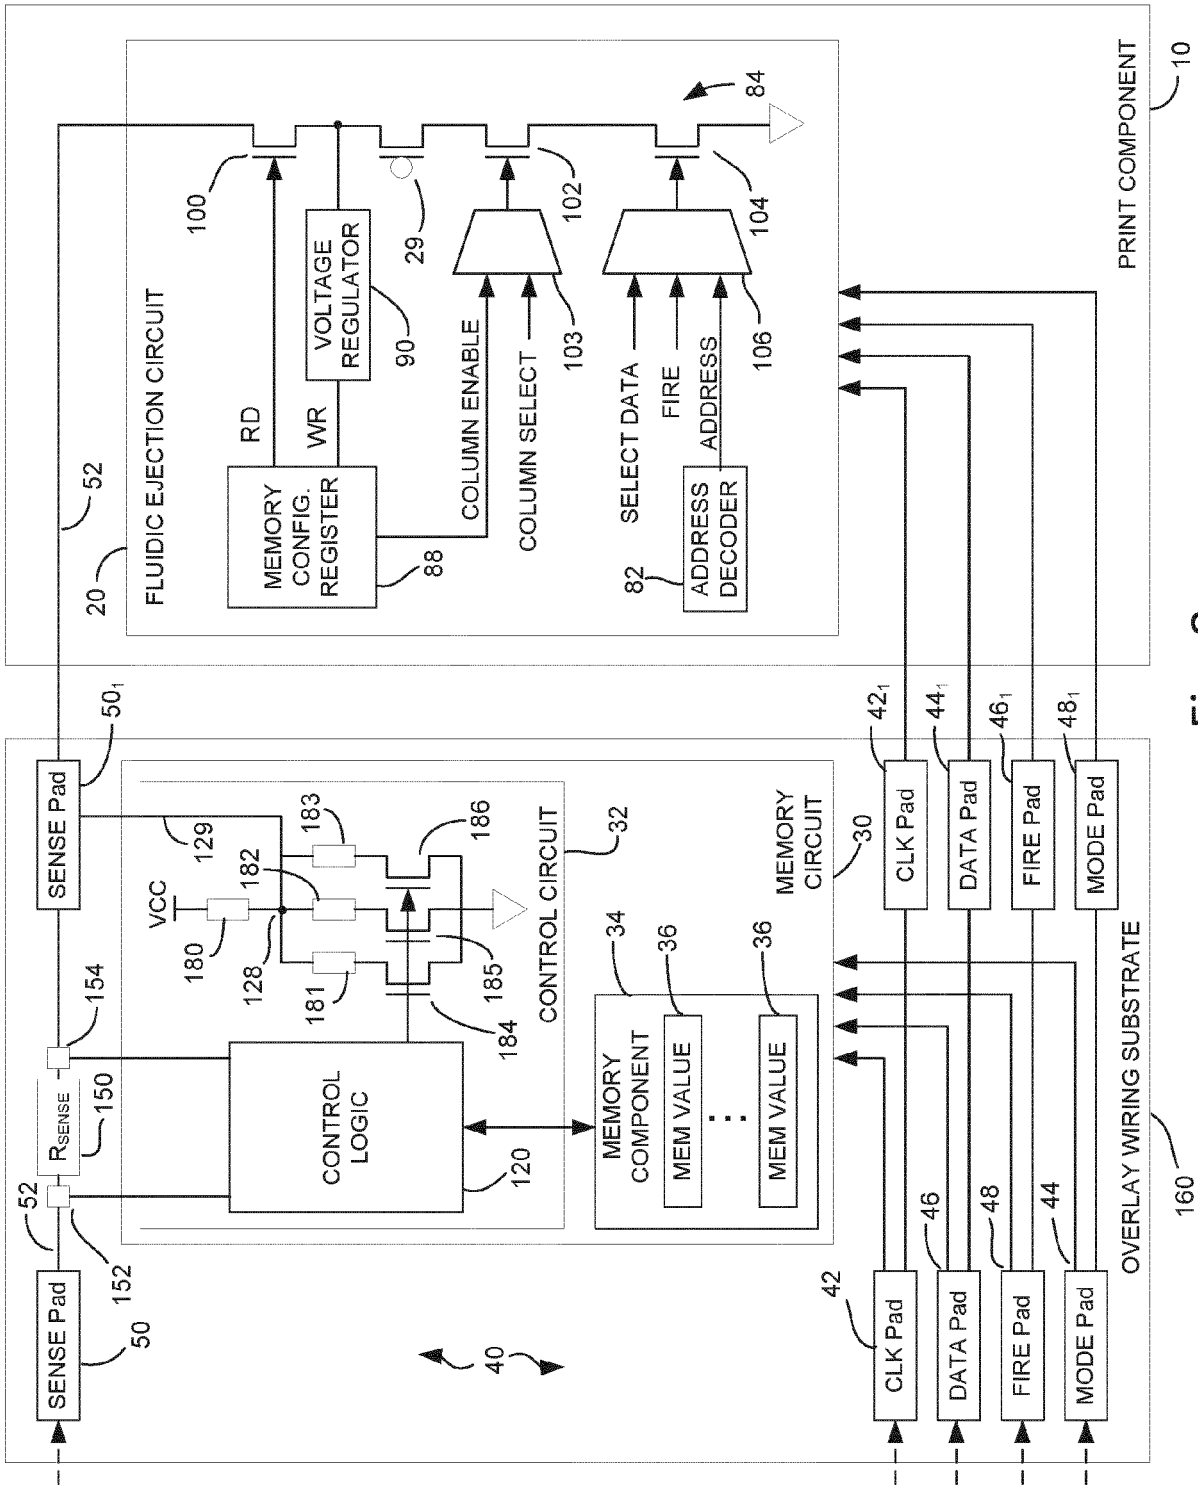 SENSE Pad
50
52
152
R_SENSE
150
154
SENSE Pad
50₁
52
40
CONTROL
LOGIC
120
VCC
180
128
129
181
182
183
184
185
186
CONTROL CIRCUIT
32
MEMORY
COMPONENT
34
MEM VALUE
36
MEM VALUE
36
MEMORY
CIRCUIT
30
CLK Pad
42
DATA Pad
46
FIRE Pad
48
MODE Pad
44
CLK Pad
42₁
DATA Pad
44₁
FIRE Pad
46₁
MODE Pad
48₁
OVERLAY WIRING SUBSTRATE
160
20
FLUIDIC EJECTION CIRCUIT
MEMORY
CONFIG.
REGISTER
88
RD
WR
VOLTAGE
REGULATOR
90
100
29
COLUMN ENABLE
COLUMN SELECT
103
102
SELECT DATA
FIRE
ADDRESS
ADDRESS
DECODER
82
106
104
84
PRINT COMPONENT
10